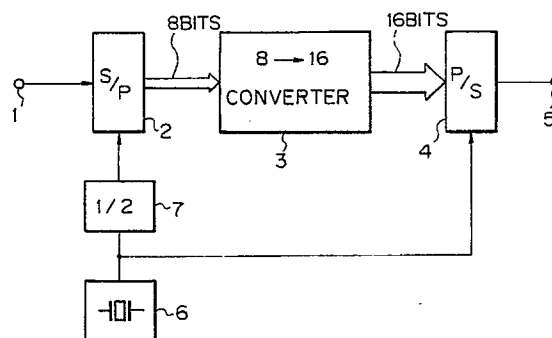 8BITS
16BITS
S/P
8 → 16
CONVERTER
P/S
1
2
3
4
5
1/2
7
6